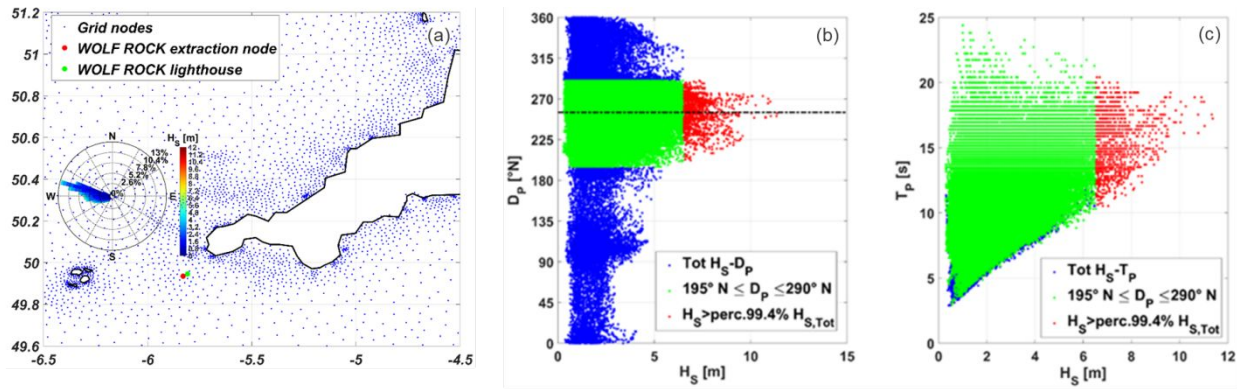 51.2
51
50.8
50.6
50.4
50.2
50
49.8
49.6
-6.5
-6
-5.5
-5
-4.5
Grid nodes
WOLF ROCK extraction node
WOLF ROCK lighthouse
(a)
N
W
E
S
13%
10.4%
7.8%
5.2%
2.6%
0%
H_S [m]
(b)
360
315
270
225
180
135
90
45
0
D_P [°N]
0
5
10
15
H_S [m]
Tot H_S-D_P
195° N ≤ D_P ≤290° N
H_S>perc.99.4% H_S,Tot
(c)
25
20
15
10
5
0
T_P [s]
0
2
4
6
8
10
12
14
H_S [m]
Tot H_S-T_P
195° N ≤ D_P ≤290° N
H_S>perc.99.4% H_S,Tot